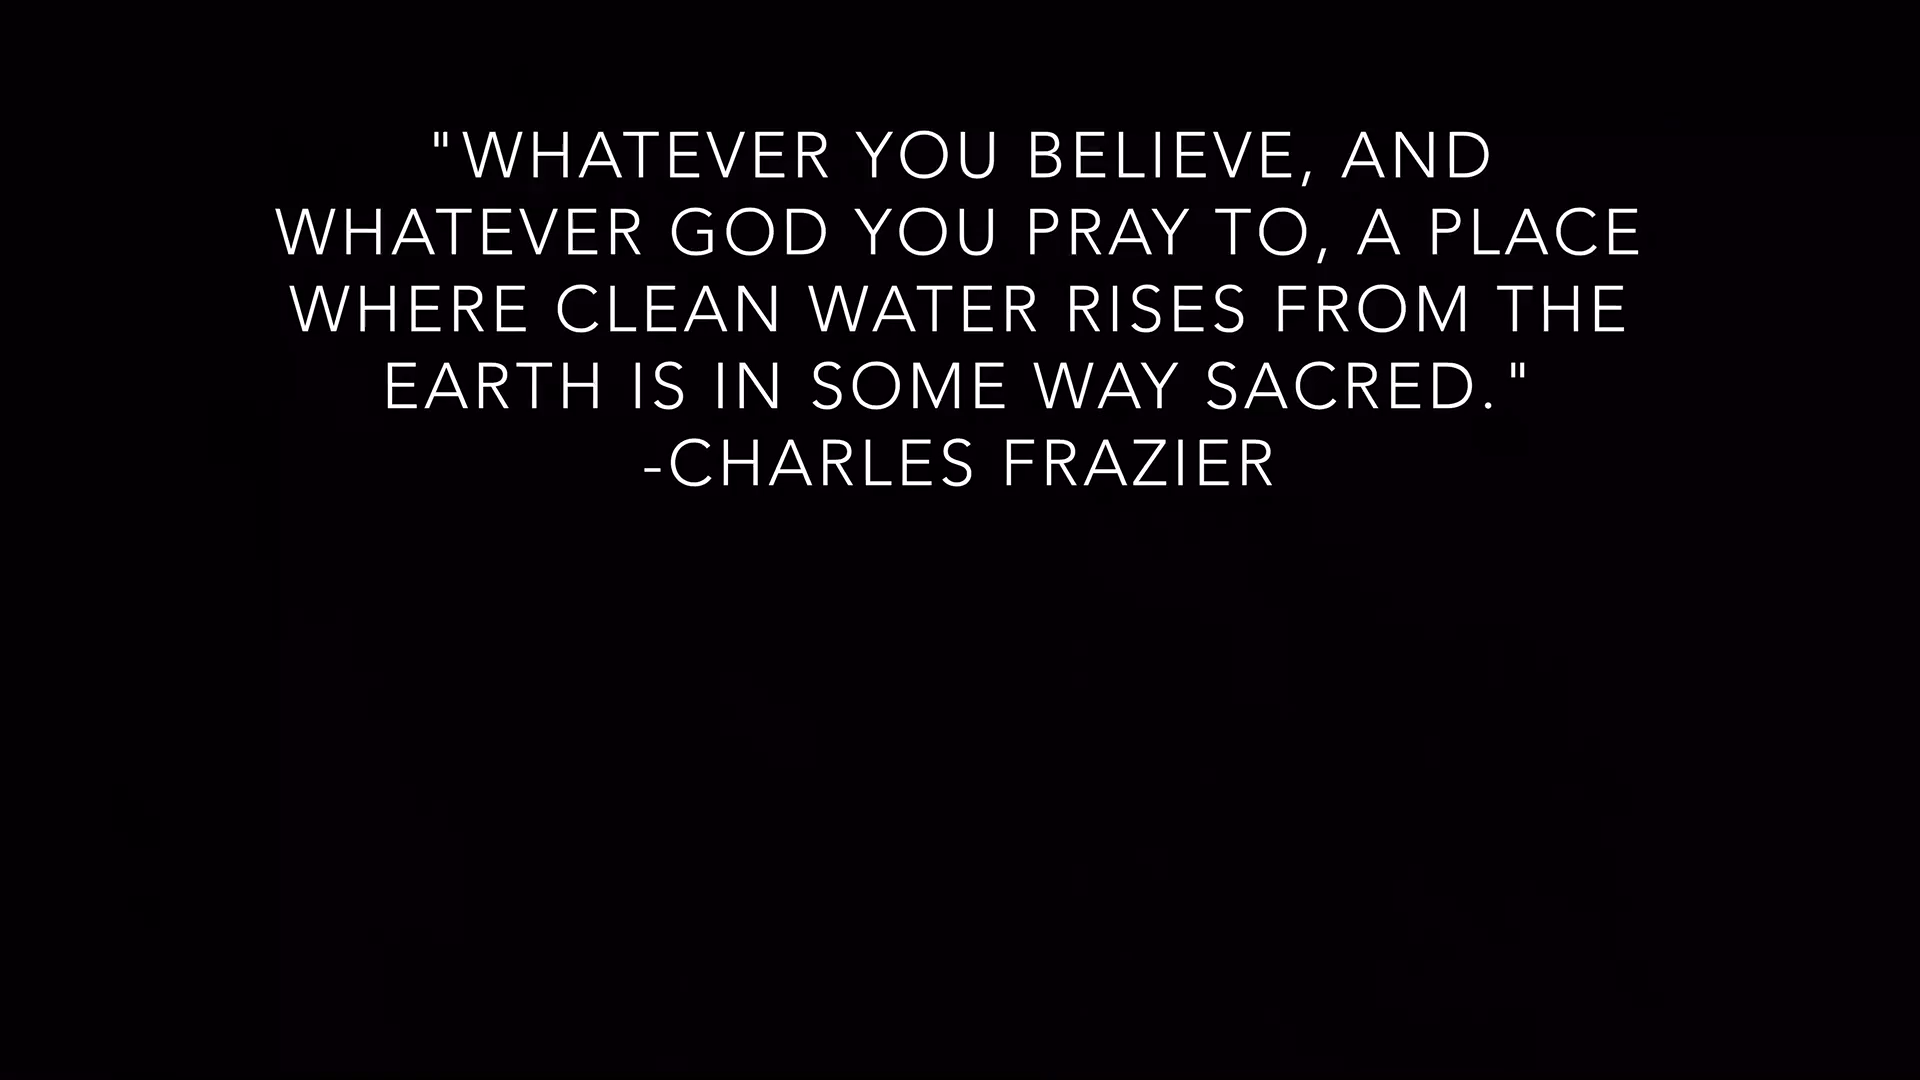 "WHATEVER YOU BELIEVE, AND
WHATEVER GOD YOU PRAY TO, A PLACE
WHERE CLEAN WATER RISES FROM THE
EARTH IS IN SOME WAY SACRED."
-CHARLES FRAZIER